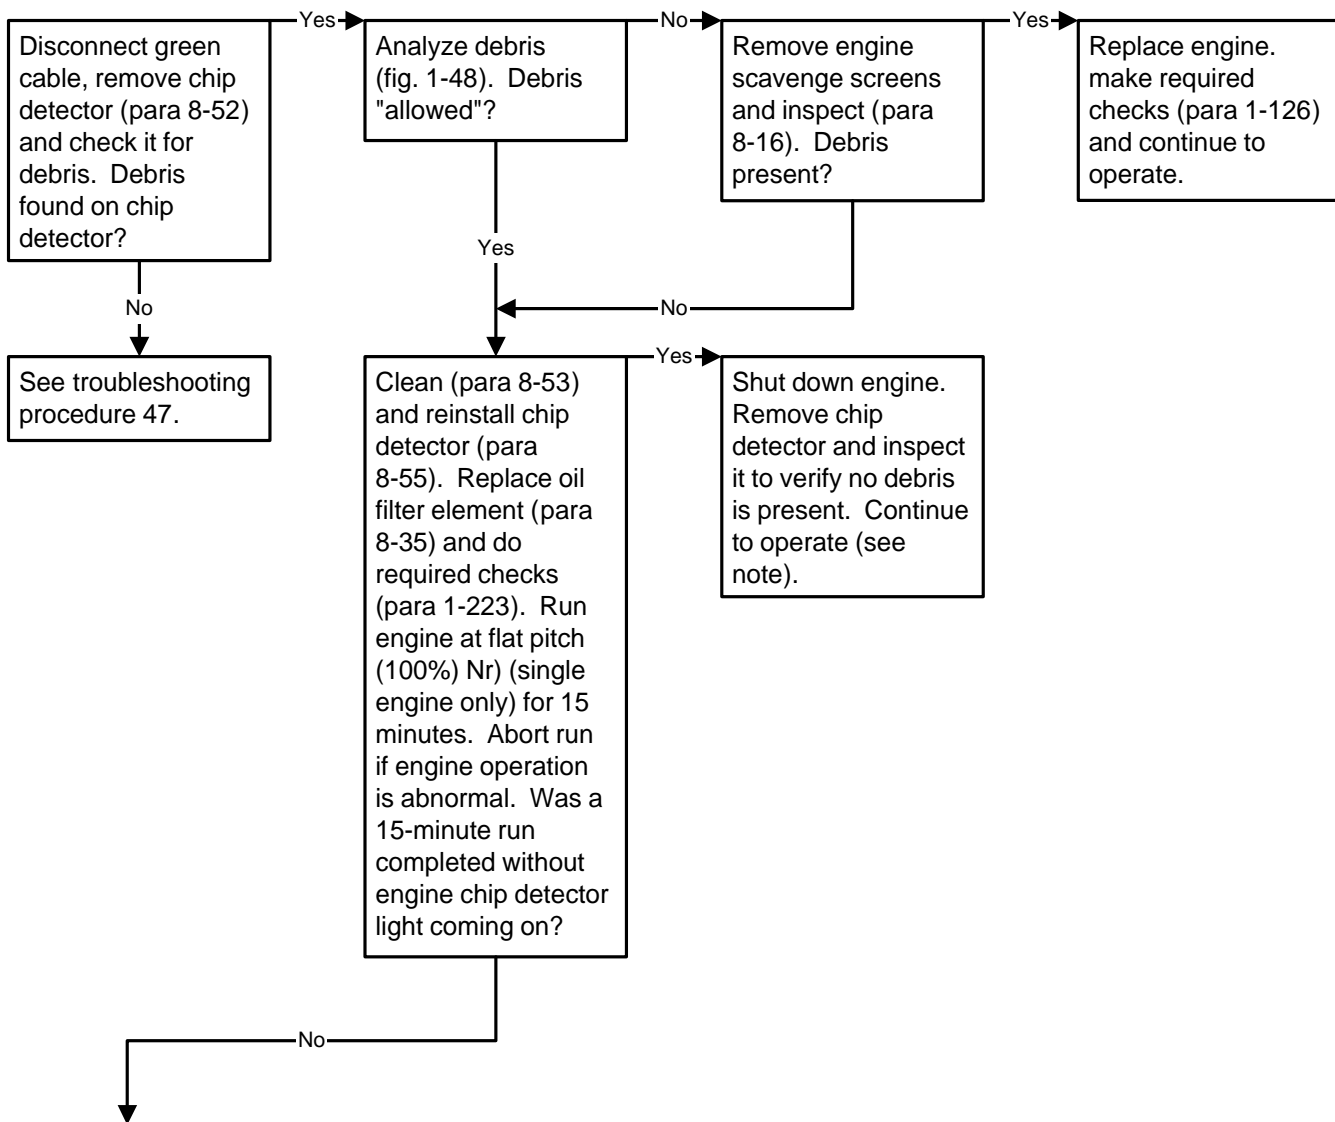 Yes
No
Yes
Disconnect green
cable, remove chip
detector (para 8-52)
and check it for
debris.  Debris
found on chip
detector?
Analyze debris
(fig. 1-48).  Debris
"allowed"?
Remove engine
scavenge screens
and inspect (para
8-16).  Debris
present?
Replace engine.
make required
checks (para 1-126)
and continue to
operate.
Yes
No
No
See troubleshooting
procedure 47.
Yes
Clean (para 8-53)
and reinstall chip
detector (para
8-55).  Replace oil
filter element (para
8-35) and do
required checks
(para 1-223).  Run
engine at flat pitch
(100%) Nr) (single
engine only) for 15
minutes.  Abort run
if engine operation
is abnormal.  Was a
15-minute run
completed without
engine chip detector
light coming on?
Shut down engine.
Remove chip
detector and inspect
it to verify no debris
is present.  Continue
to operate (see
note).
No